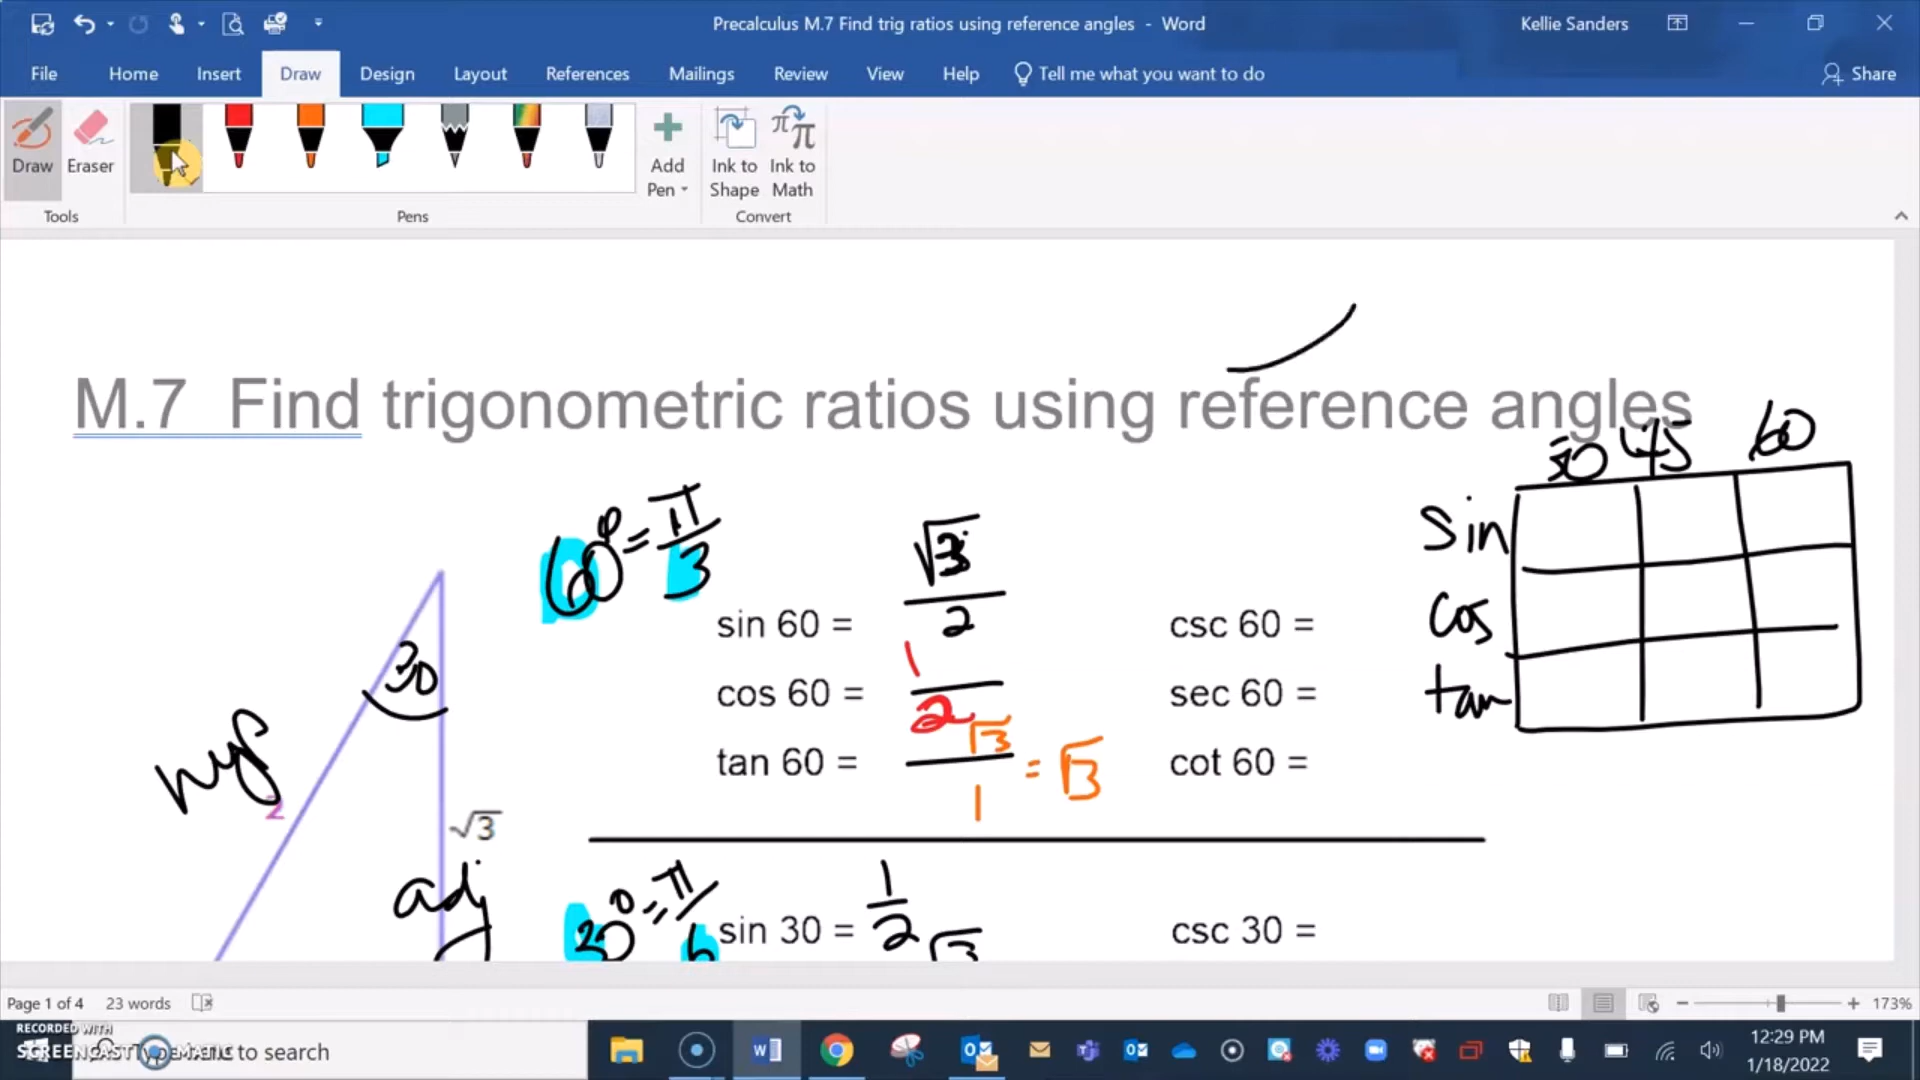 Precalculus M.7 Find trig ratios using reference angles - Word
Kellie Sanders
File Home Insert Draw Design Layout References Mailings Review View Help Tell me what you want to do Share
Draw Eraser
Add Pen
Ink to Shape
Ink to Math
Tools Pens Convert
M.7 Find trigonometric ratios using reference angles
30 45 60
sin
cos
tan
60° = π/3
sin 60 = √3/2
csc 60 =
cos 60 = 1/2
sec 60 =
tan 60 = √3/1 = √3
cot 60 =
30
hyp
2
√3
adj
30° = π/6
sin 30 = 1/2
csc 30 =
√3
Page 1 of 4 23 words 173%
RECORDED WITH
SCREENCAST-O-MATIC
to search
12:29 PM
1/18/2022